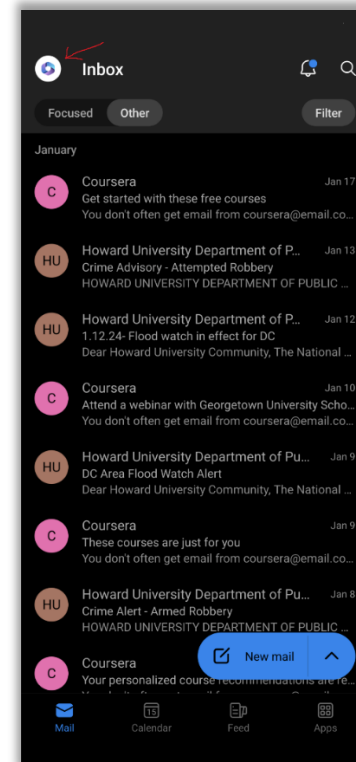 Inbox
Focused Other Filter
January
C Coursera Jan 17
Get started with these free courses
You don't often get email from coursera@email.co...
HU Howard University Department of P... Jan 13
Crime Advisory - Attempted Robbery
HOWARD UNIVERSITY DEPARTMENT OF PUBLIC ...
HU Howard University Department of P... Jan 12
1.12.24- Flood watch in effect for DC
Dear Howard University Community, The National ...
C Coursera Jan 10
Attend a webinar with Georgetown University Scho...
You don't often get email from coursera@email.co...
HU Howard University Department of Pu... Jan 9
DC Area Flood Watch Alert
Dear Howard University Community, The National ...
C Coursera Jan 9
These courses are just for you
You don't often get email from coursera@email.co...
HU Howard University Department of Pu... Jan 8
Crime Alert - Armed Robbery
HOWARD UNIVERSITY DEPARTMENT OF PUBLIC ...
New mail
C Coursera
Your personalized course recommendations are re...
15
Mail Calendar Feed Apps